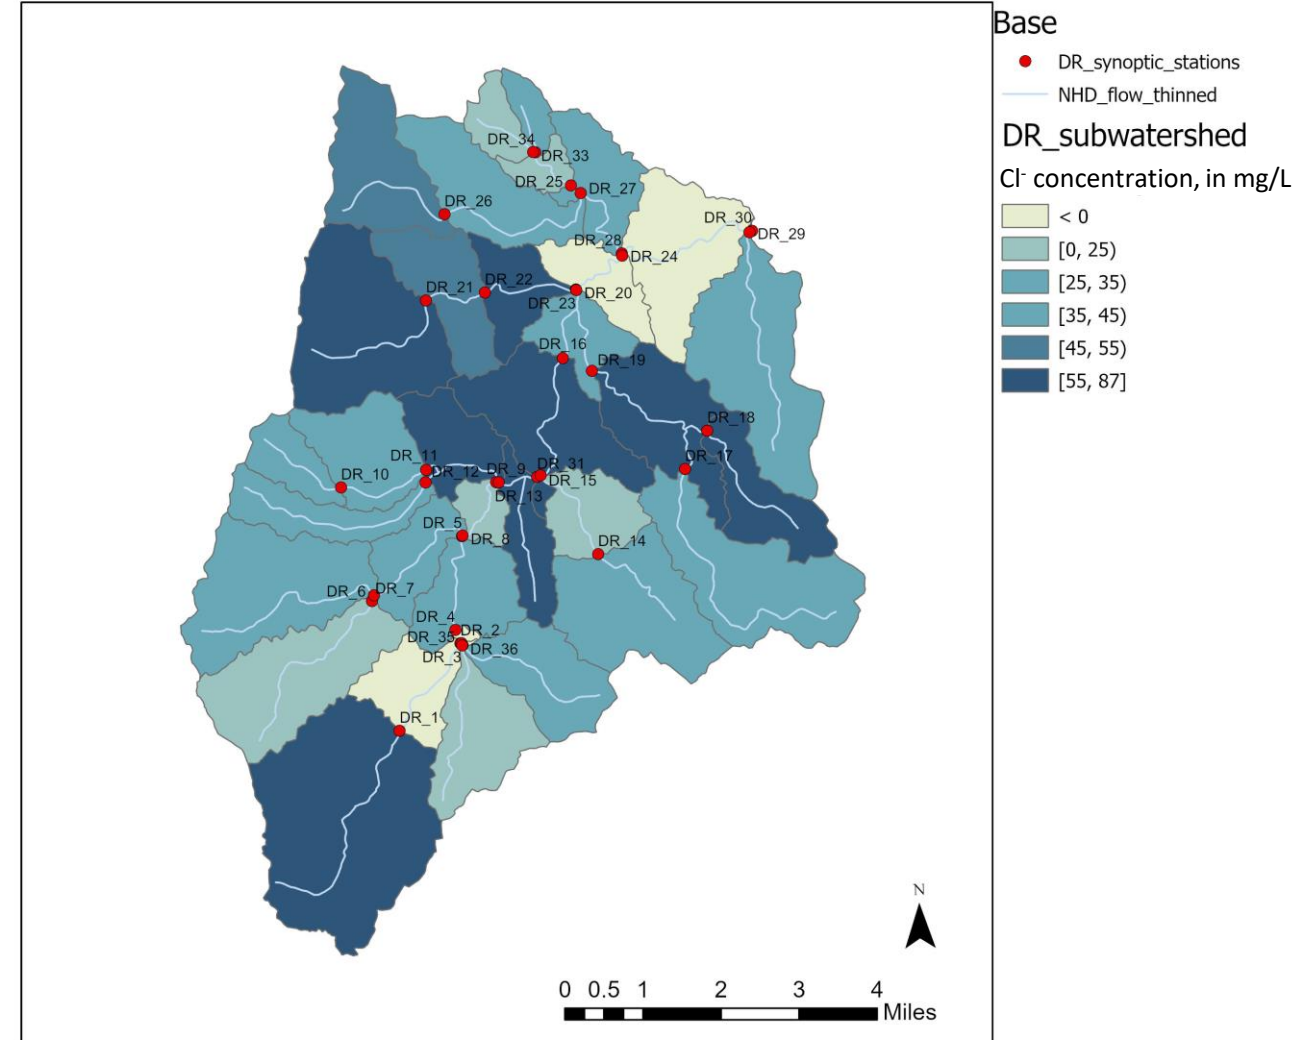 Base
DR_synoptic_stations
NHD_flow_thinned
DR_subwatershed
Cl- concentration, in mg/L
< 0
[0, 25)
[25, 35)
[35, 45)
[45, 55)
[55, 87]
DR_34
DR_33
DR_25
DR_27
DR_26
DR_30
DR_29
DR_28
DR_24
DR_21
DR_22
DR_20
DR_23
DR_16
DR_19
DR_18
DR_17
DR_11
DR_12
DR_10
DR_9
DR_31
DR_15
DR_13
DR_5
DR_8
DR_14
DR_6
DR_7
DR_4
DR_2
DR_35
DR_36
DR_3
DR_1
N
0 0.5 1 2 3 4
Miles